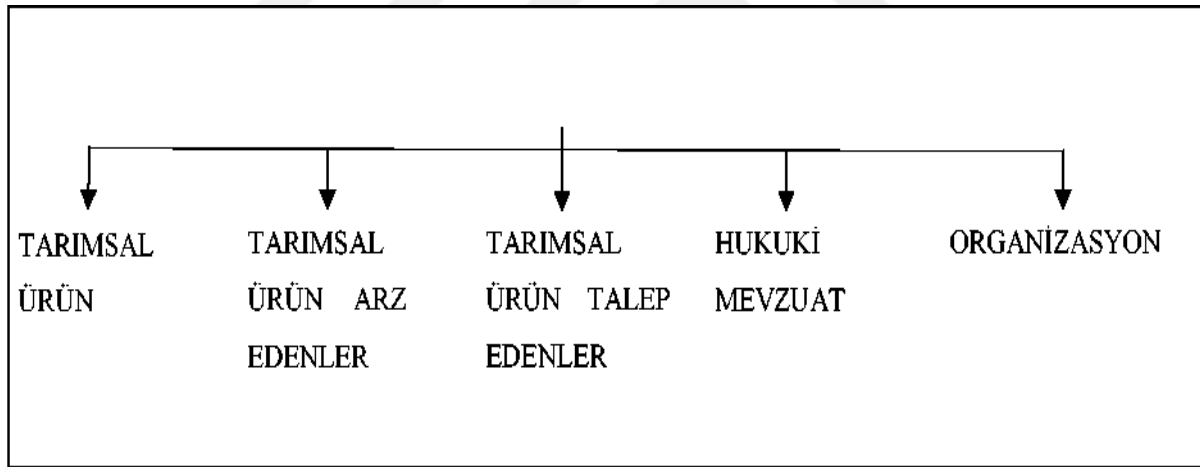 TARIMSAL
ÜRÜN
TARIMSAL
ÜRÜN ARZ
EDENLER
TARIMSAL
ÜRÜN TALEP
EDENLER
HUKUKİ
MEVZUAT
ORGANİZASYON